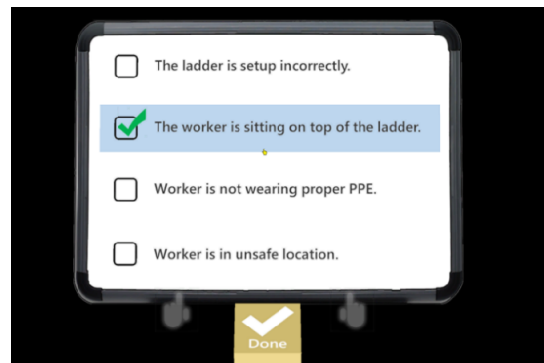 The ladder is setup incorrectly.
The worker is sitting on top of the ladder.
Worker is not wearing proper PPE.
Worker is in unsafe location.
Done